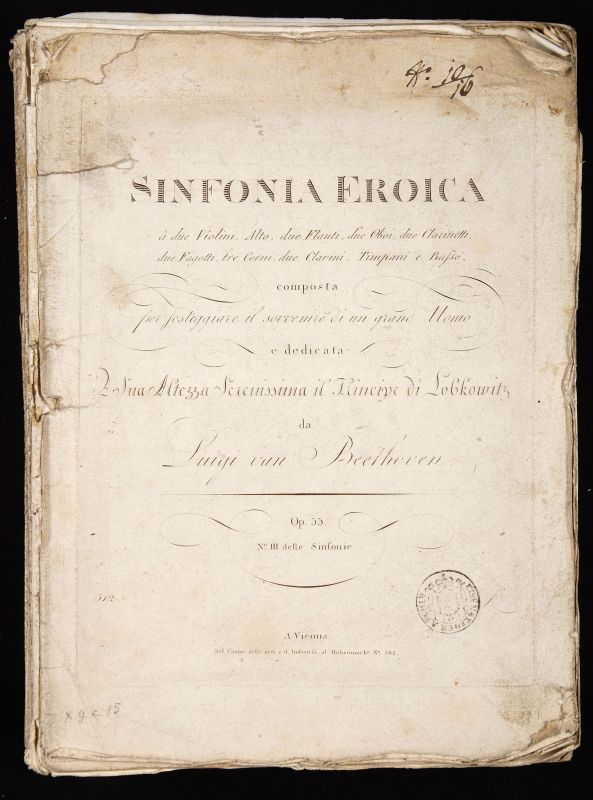 No. 10/16
SINFONIA EROICA
à due Violini, Alto, due Flauti, due Oboi, due Clarinetti,
due Fagotti, tre Corni, due Clarini, Timpani e Basso.
composta
per festeggiare il sovvenire di un grand Uomo
e dedicata
A Sua Altezza Serenissima il Principe di Lobkowitz
da
Luigi van Beethoven
Op. 55.
No. III delle Sinfonie
512
A Vienna
Nel Contor delle arti e d'Industria al Hohenmarkt No. 582.
x g c. 15